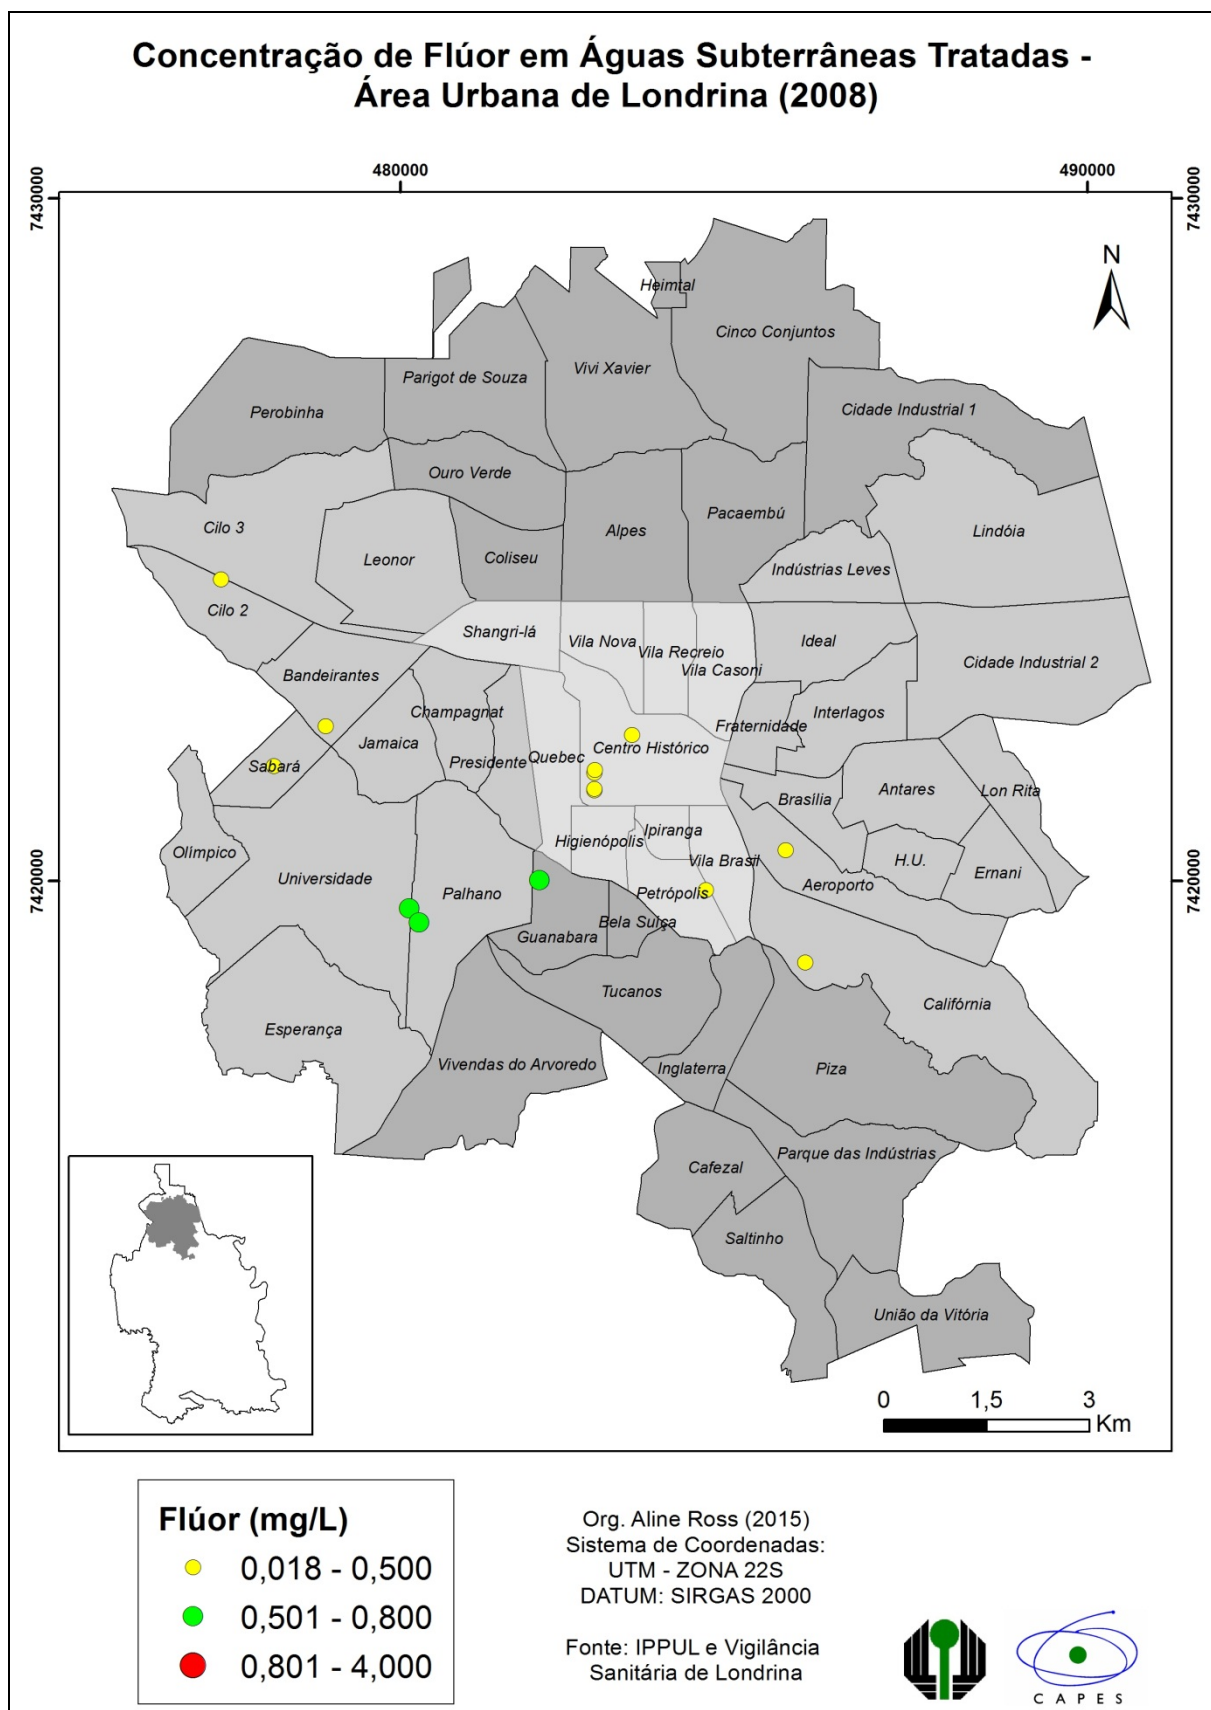 Concentração de Flúor em Águas Subterrâneas Tratadas -
Área Urbana de Londrina (2008)
480000
490000
7430000
7430000
N
Heimtal
Cinco Conjuntos
Vivi Xavier
Parigot de Souza
Perobinha
Cidade Industrial 1
Ouro Verde
Pacaembú
Cilo 3
Alpes
Lindóia
Leonor
Coliseu
Indústrias Leves
Cilo 2
Shangri-lá
Vila Nova
Vila Recreio
Ideal
Vila Casoni
Cidade Industrial 2
Bandeirantes
Champagnat
Interlagos
Fraternidade
Jamaica
Centro Histórico
Quebec
Presidente
Sabará
Brasília
Antares
Lon Rita
Ipiranga
Higienópolis
Olímpico
Vila Brasil
H.U.
Ernani
Universidade
Palhano
Petrópolis
Aeroporto
7420000
7420000
Bela Suíça
Guanabara
Tucanos
Califórnia
Esperança
Vivendas do Arvoredo
Inglaterra
Piza
Cafezal
Parque das Indústrias
Saltinho
União da Vitória
0 1,5 3
Km
Flúor (mg/L)
0,018 - 0,500
0,501 - 0,800
0,801 - 4,000
Org. Aline Ross (2015)
Sistema de Coordenadas:
UTM - ZONA 22S
DATUM: SIRGAS 2000
Fonte: IPPUL e Vigilância
Sanitária de Londrina
CAPES